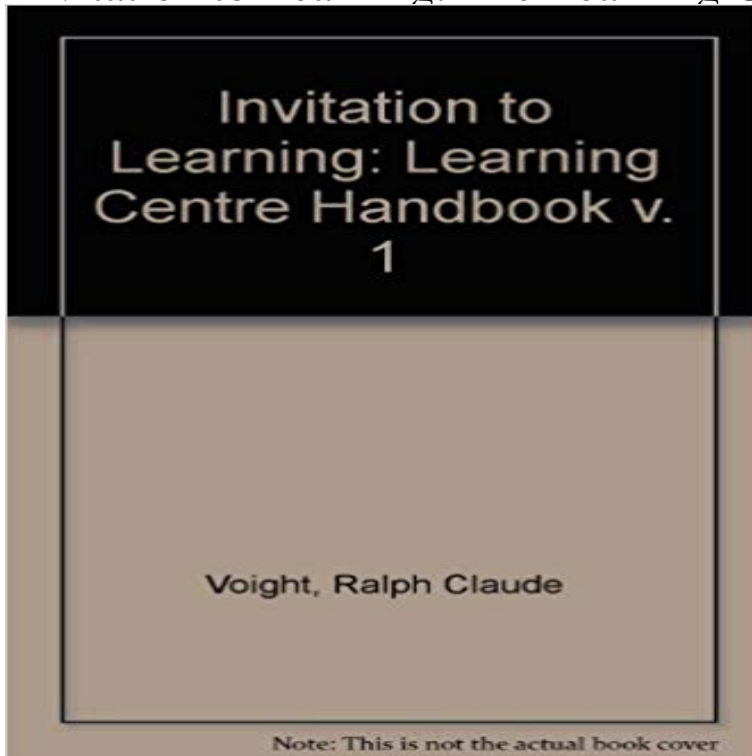 Invitation to
Learning: Learning
Centre Handbook v.
1
Voight, Ralph Claude
Note: This is not the actual book cover